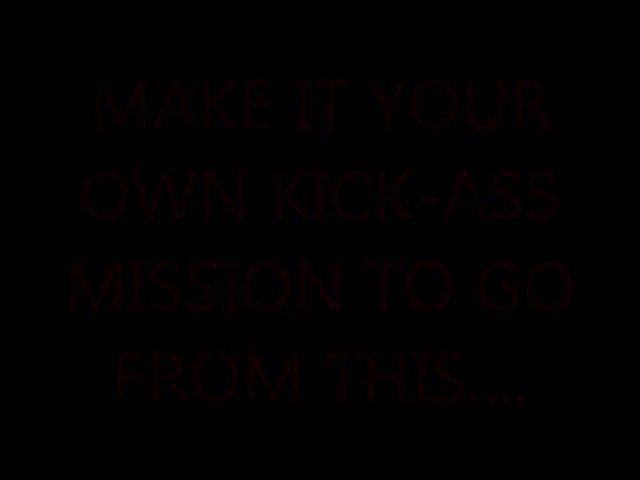 MAKE IT YOUR
OWN KICK-ASS
MISSION TO GO
FROM THIS....